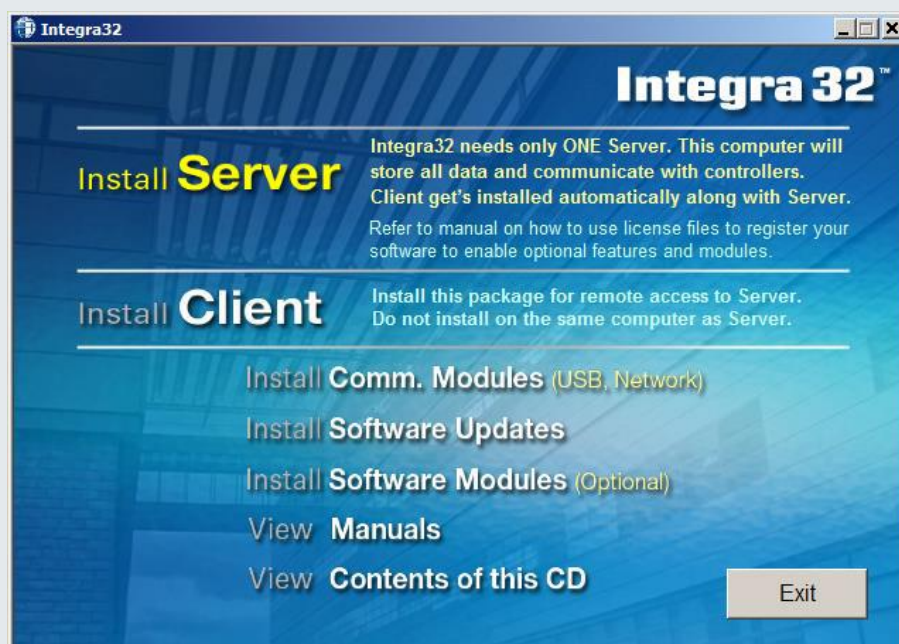 Integra32
Integra 32™
Install Server
Integra32 needs only ONE Server. This computer will
store all data and communicate with controllers.
Client get's installed automatically along with Server.
Refer to manual on how to use license files to register your
software to enable optional features and modules.
Install Client
Install this package for remote access to Server.
Do not install on the same computer as Server.
Install Comm. Modules (USB, Network)
Install Software Updates
Install Software Modules (Optional)
View Manuals
View Contents of this CD
Exit